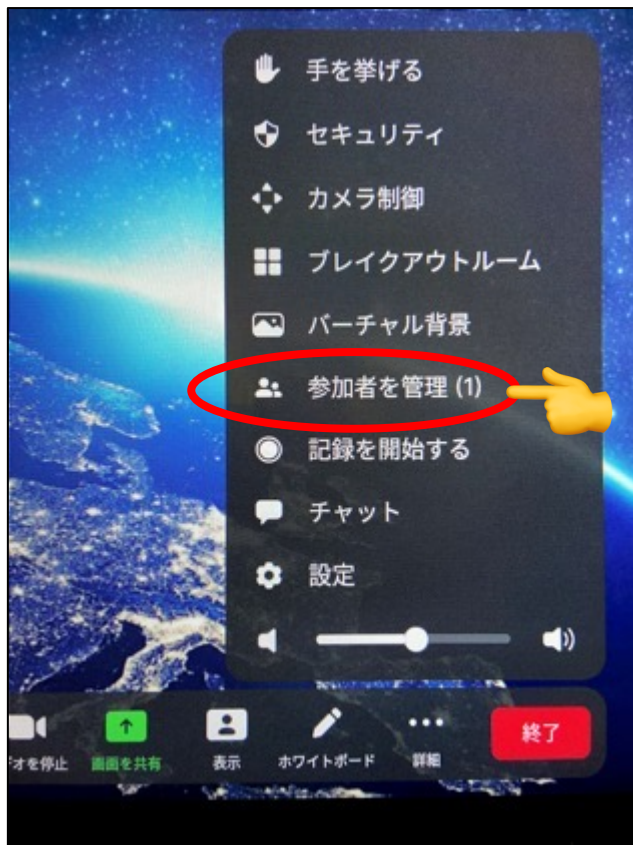 手を挙げる
セキュリティ
カメラ制御
ブレイクアウトルーム
バーチャル背景
参加者を管理 (1)
記録を開始する
チャット
設定
デオを停止
画面を共有
表示
ホワイトボード
詳細
終了